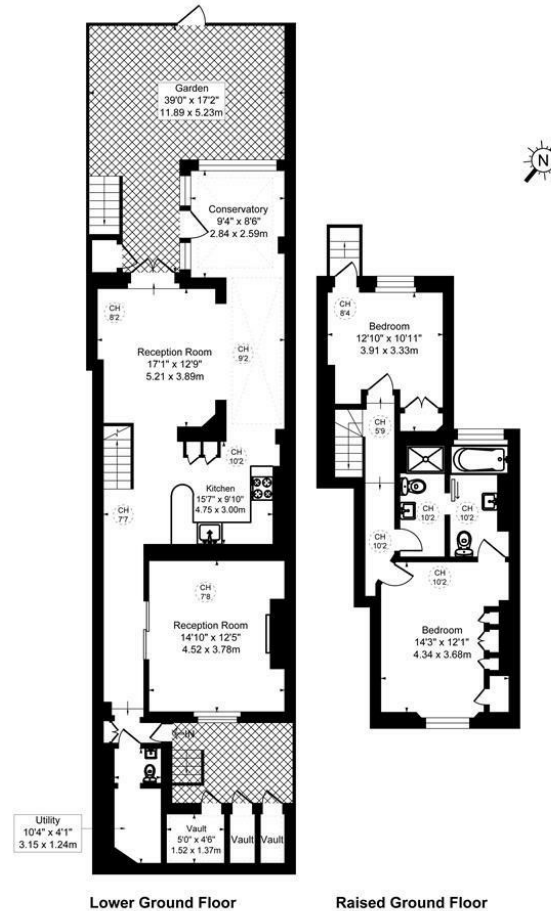 Garden
39'0" x 17'2"
11.89 x 5.23m
N
Conservatory
9'4" x 8'6"
2.84 x 2.59m
CH
8'2
Reception Room
17'1" x 12'9"
5.21 x 3.89m
CH
9'2
CH
10'2
Kitchen
15'7" x 9'10"
4.75 x 3.00m
CH
7'7
CH
7'8
Reception Room
14'10" x 12'5"
4.52 x 3.78m
IN
Utility
10'4" x 4'1"
3.15 x 1.24m
Vault
5'0" x 4'6"
1.52 x 1.37m
Vault
Vault
Lower Ground Floor
CH
8'4
Bedroom
12'10" x 10'11"
3.91 x 3.33m
CH
5'9
CH
10'2
CH
10'2
CH
10'2
CH
10'2
Bedroom
14'3" x 12'1"
4.34 x 3.68m
Raised Ground Floor